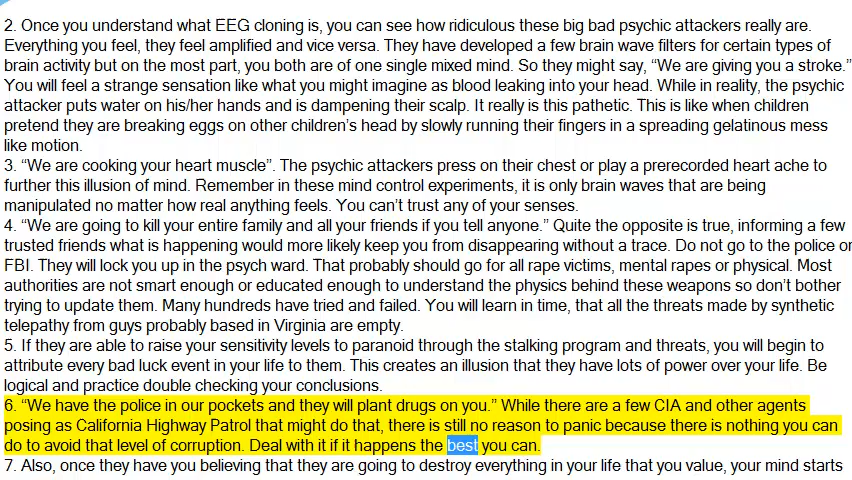 2. Once you understand what EEG cloning is, you can see how ridiculous these big bad psychic attackers really are.
Everything you feel, they feel amplified and vice versa. They have developed a few brain wave filters for certain types of
brain activity but on the most part, you both are of one single mixed mind. So they might say, “We are giving you a stroke.”
You will feel a strange sensation like what you might imagine as blood leaking into your head. While in reality, the psychic
attacker puts water on his/her hands and is dampening their scalp. It really is this pathetic. This is like when children
pretend they are breaking eggs on other children’s head by slowly running their fingers in a spreading gelatinous mess
like motion.
3. “We are cooking your heart muscle”. The psychic attackers press on their chest or play a prerecorded heart ache to
further this illusion of mind. Remember in these mind control experiments, it is only brain waves that are being
manipulated no matter how real anything feels. You can’t trust any of your senses.
4. “We are going to kill your entire family and all your friends if you tell anyone.” Quite the opposite is true, informing a few
trusted friends what is happening would more likely keep you from disappearing without a trace. Do not go to the police or
FBI. They will lock you up in the psych ward. That probably should go for all rape victims, mental rapes or physical. Most
authorities are not smart enough or educated enough to understand the physics behind these weapons so don’t bother
trying to update them. Many hundreds have tried and failed. You will learn in time, that all the threats made by synthetic
telepathy from guys probably based in Virginia are empty.
5. If they are able to raise your sensitivity levels to paranoid through the stalking program and threats, you will begin to
attribute every bad luck event in your life to them. This creates an illusion that they have lots of power over your life. Be
logical and practice double checking your conclusions.
6. “We have the police in our pockets and they will plant drugs on you.” While there are a few CIA and other agents
posing as California Highway Patrol that might do that, there is still no reason to panic because there is nothing you can
do to avoid that level of corruption. Deal with it if it happens the best you can.
7. Also, once they have you believing that they are going to destroy everything in your life that you value, your mind starts